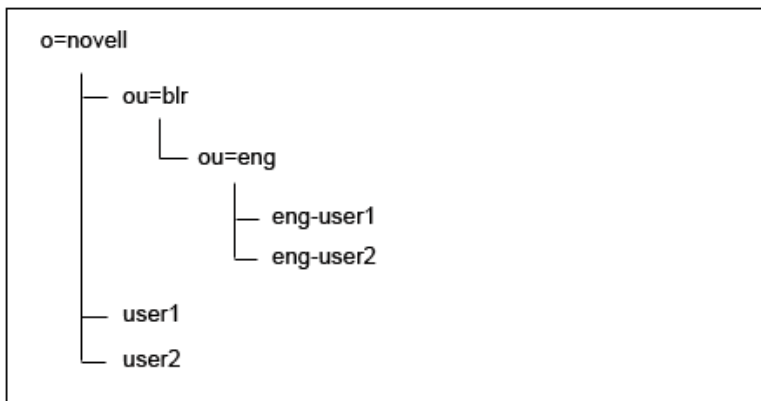 o=novell
ou=blr
ou=eng
eng-user1
eng-user2
user1
user2